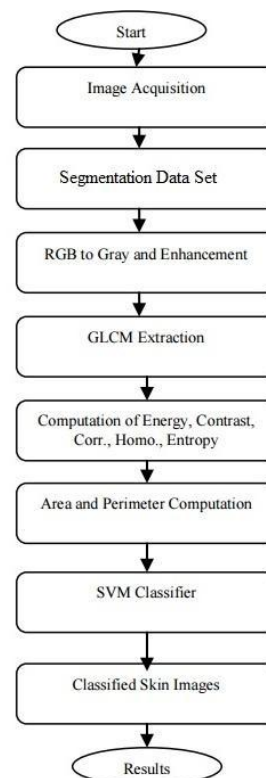 Start
Image Acquisition
Segmentation Data Set
RGB to Gray and Enhancement
GLCM Extraction
Computation of Energy, Contrast,
Corr., Homo., Entropy
Area and Perimeter Computation
SVM Classifier
Classified Skin Images
Results